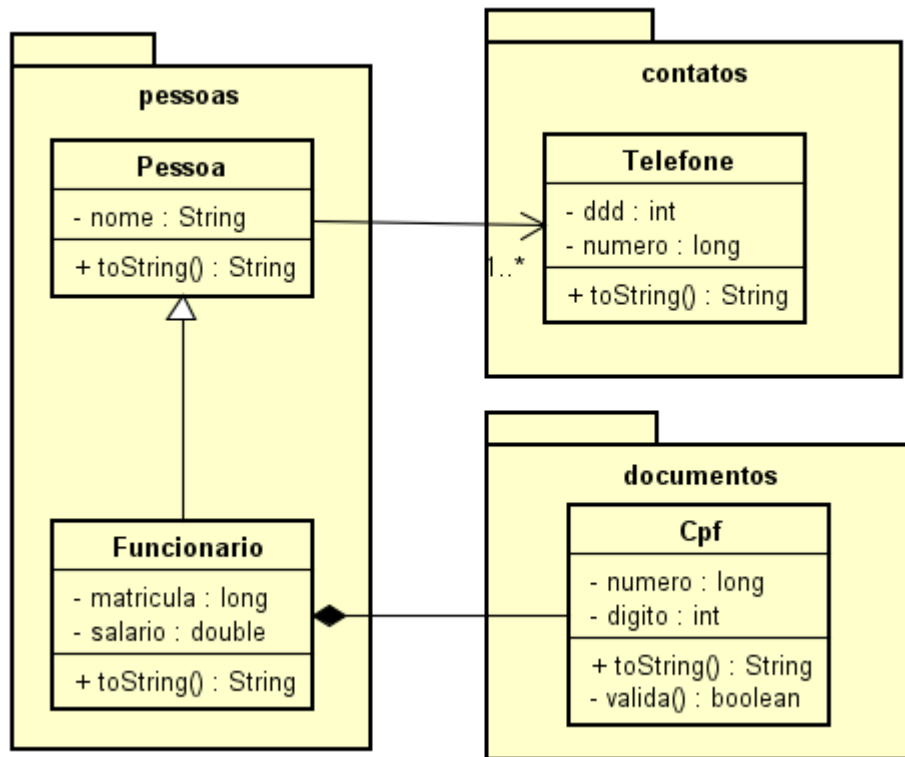 pessoas
Pessoa
- nome : String
+ toString() : String
Funcionario
- matricula : long
- salario : double
+ toString() : String
contatos
Telefone
- ddd : int
- numero : long
+ toString() : String
1..*
documentos
Cpf
- numero : long
- digito : int
+ toString() : String
- valida() : boolean